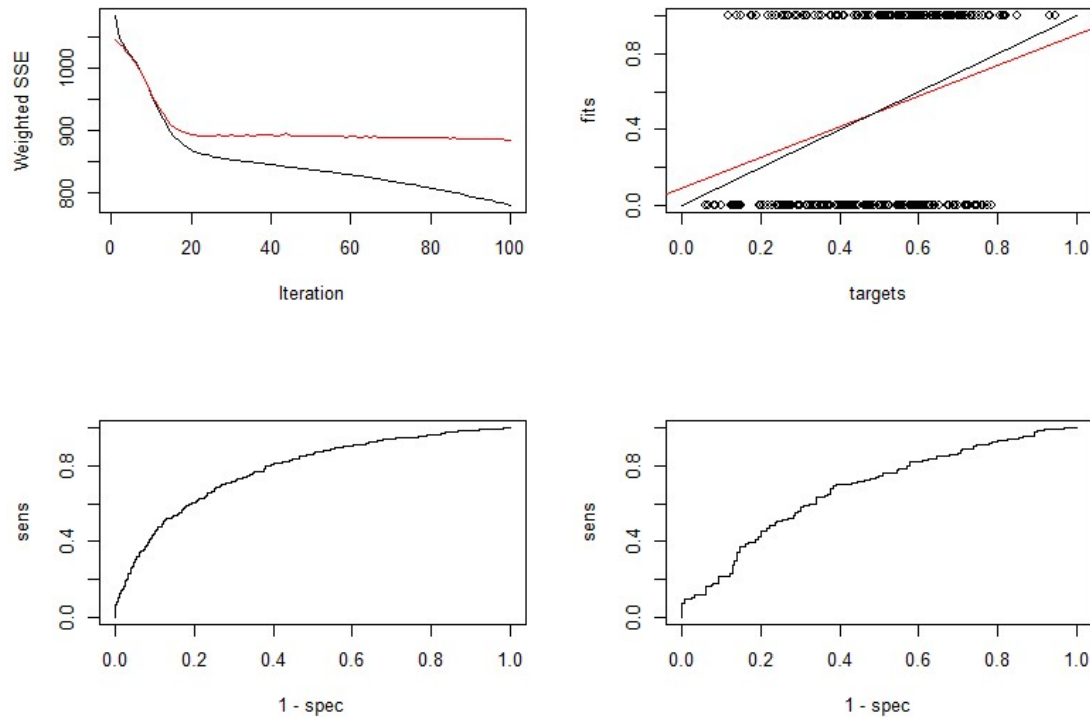 Weighted SSE
800 900 1000
0 20 40 60 80 100
Iteration
fits
0.0 0.4 0.8
0.0 0.2 0.4 0.6 0.8 1.0
targets
sens
0.0 0.4 0.8
0.0 0.2 0.4 0.6 0.8 1.0
1 - spec
sens
0.0 0.4 0.8
0.0 0.2 0.4 0.6 0.8 1.0
1 - spec